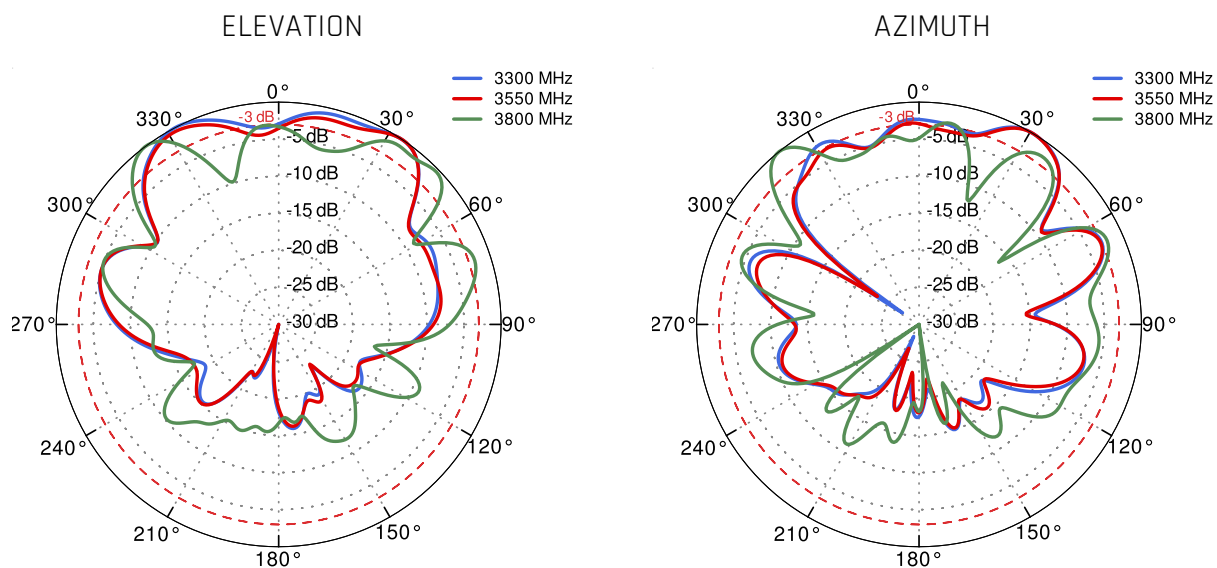 ELEVATION
3300 MHz
3550 MHz
3800 MHz
0°
330°
30°
-3 dB
-5 dB
-10 dB
-15 dB
-20 dB
-25 dB
-30 dB
300°
60°
270°
90°
240°
120°
210°
150°
180°
AZIMUTH
3300 MHz
3550 MHz
3800 MHz
0°
330°
30°
-3 dB
-5 dB
-10 dB
-15 dB
-20 dB
-25 dB
-30 dB
300°
60°
270°
90°
240°
120°
210°
150°
180°